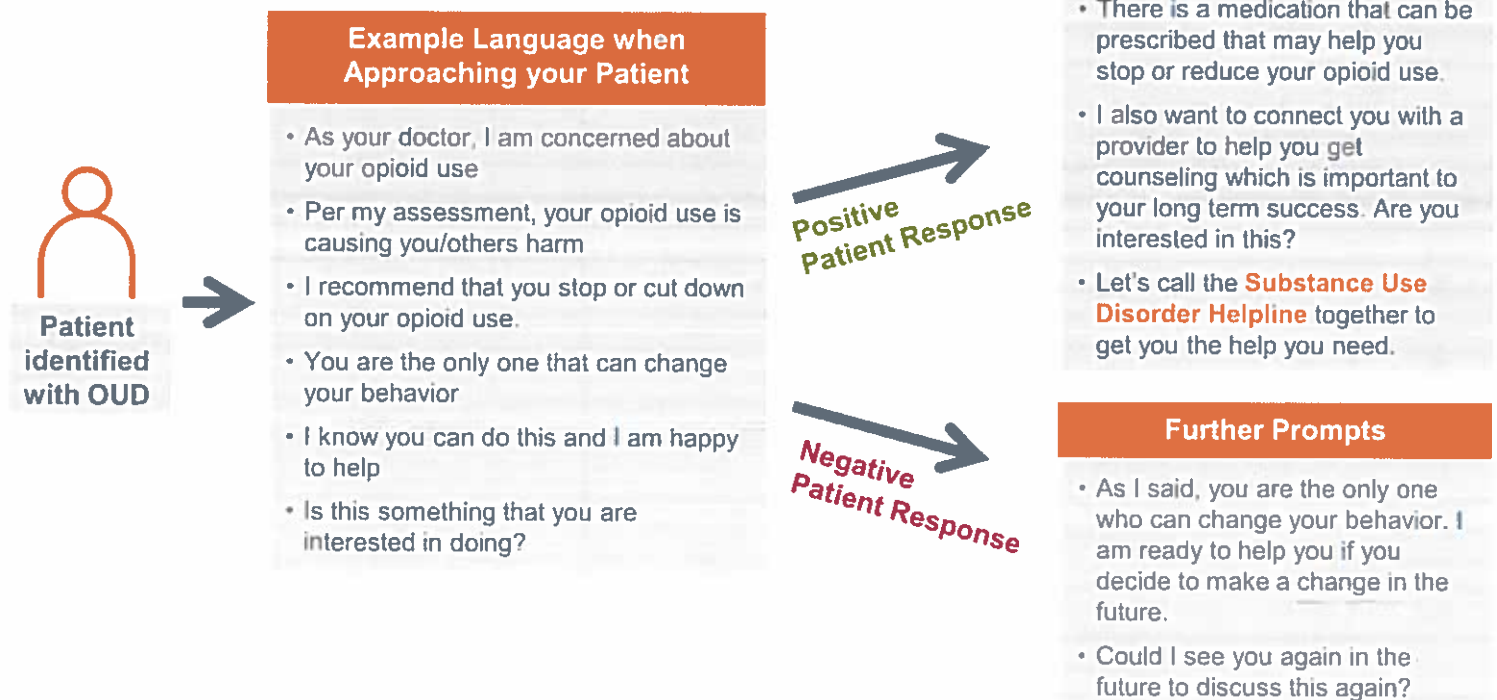 Patient
identified
with OUD
Example Language when
Approaching your Patient
• As your doctor, I am concerned about
your opioid use
• Per my assessment, your opioid use is
causing you/others harm
• I recommend that you stop or cut down
on your opioid use.
• You are the only one that can change
your behavior
• I know you can do this and I am happy
to help
• Is this something that you are
interested in doing?
Positive
Patient Response
• There is a medication that can be
prescribed that may help you
stop or reduce your opioid use.
• I also want to connect you with a
provider to help you get
counseling which is important to
your long term success. Are you
interested in this?
• Let's call the Substance Use
Disorder Helpline together to
get you the help you need.
Negative
Patient Response
Further Prompts
• As I said, you are the only one
who can change your behavior. I
am ready to help you if you
decide to make a change in the
future.
• Could I see you again in the
future to discuss this again?